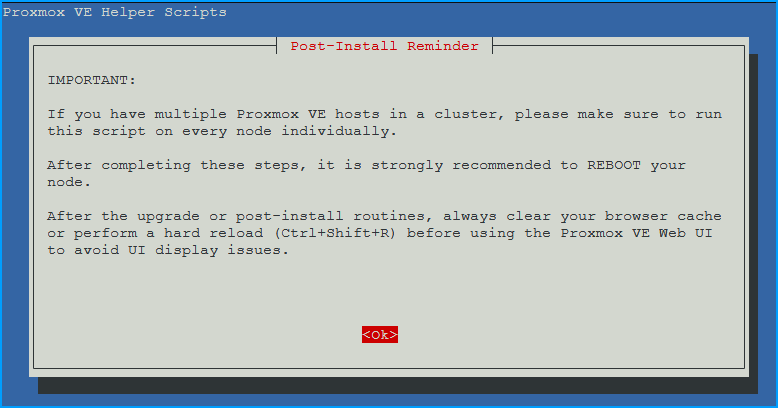 Proxmox VE Helper Scripts
Post-Install Reminder
IMPORTANT:
If you have multiple Proxmox VE hosts in a cluster, please make sure to run
this script on every node individually.
After completing these steps, it is strongly recommended to REBOOT your
node.
After the upgrade or post-install routines, always clear your browser cache
or perform a hard reload (Ctrl+Shift+R) before using the Proxmox VE Web UI
to avoid UI display issues.
<Ok>